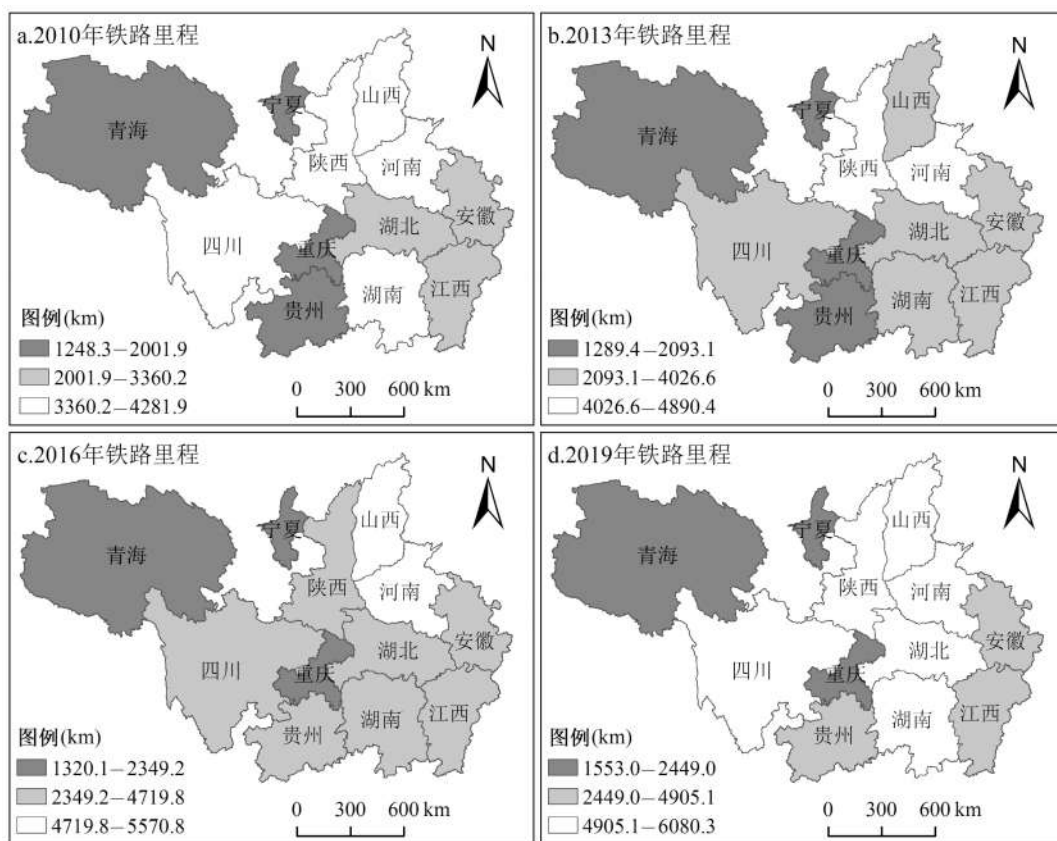 a.2010年铁路里程
N
青海
宁夏
山西
陕西
河南
四川
重庆
湖北
安徽
贵州
湖南
江西
图例(km)
1248.3—2001.9
2001.9—3360.2
3360.2—4281.9
0 300 600 km
b.2013年铁路里程
N
青海
宁夏
山西
陕西
河南
四川
重庆
湖北
安徽
贵州
湖南
江西
图例(km)
1289.4—2093.1
2093.1—4026.6
4026.6—4890.4
0 300 600 km
c.2016年铁路里程
N
青海
宁夏
山西
陕西
河南
四川
重庆
湖北
安徽
贵州
湖南
江西
图例(km)
1320.1—2349.2
2349.2—4719.8
4719.8—5570.8
0 300 600 km
d.2019年铁路里程
N
青海
宁夏
山西
陕西
河南
四川
重庆
湖北
安徽
贵州
湖南
江西
图例(km)
1553.0—2449.0
2449.0—4905.1
4905.1—6080.3
0 300 600 km